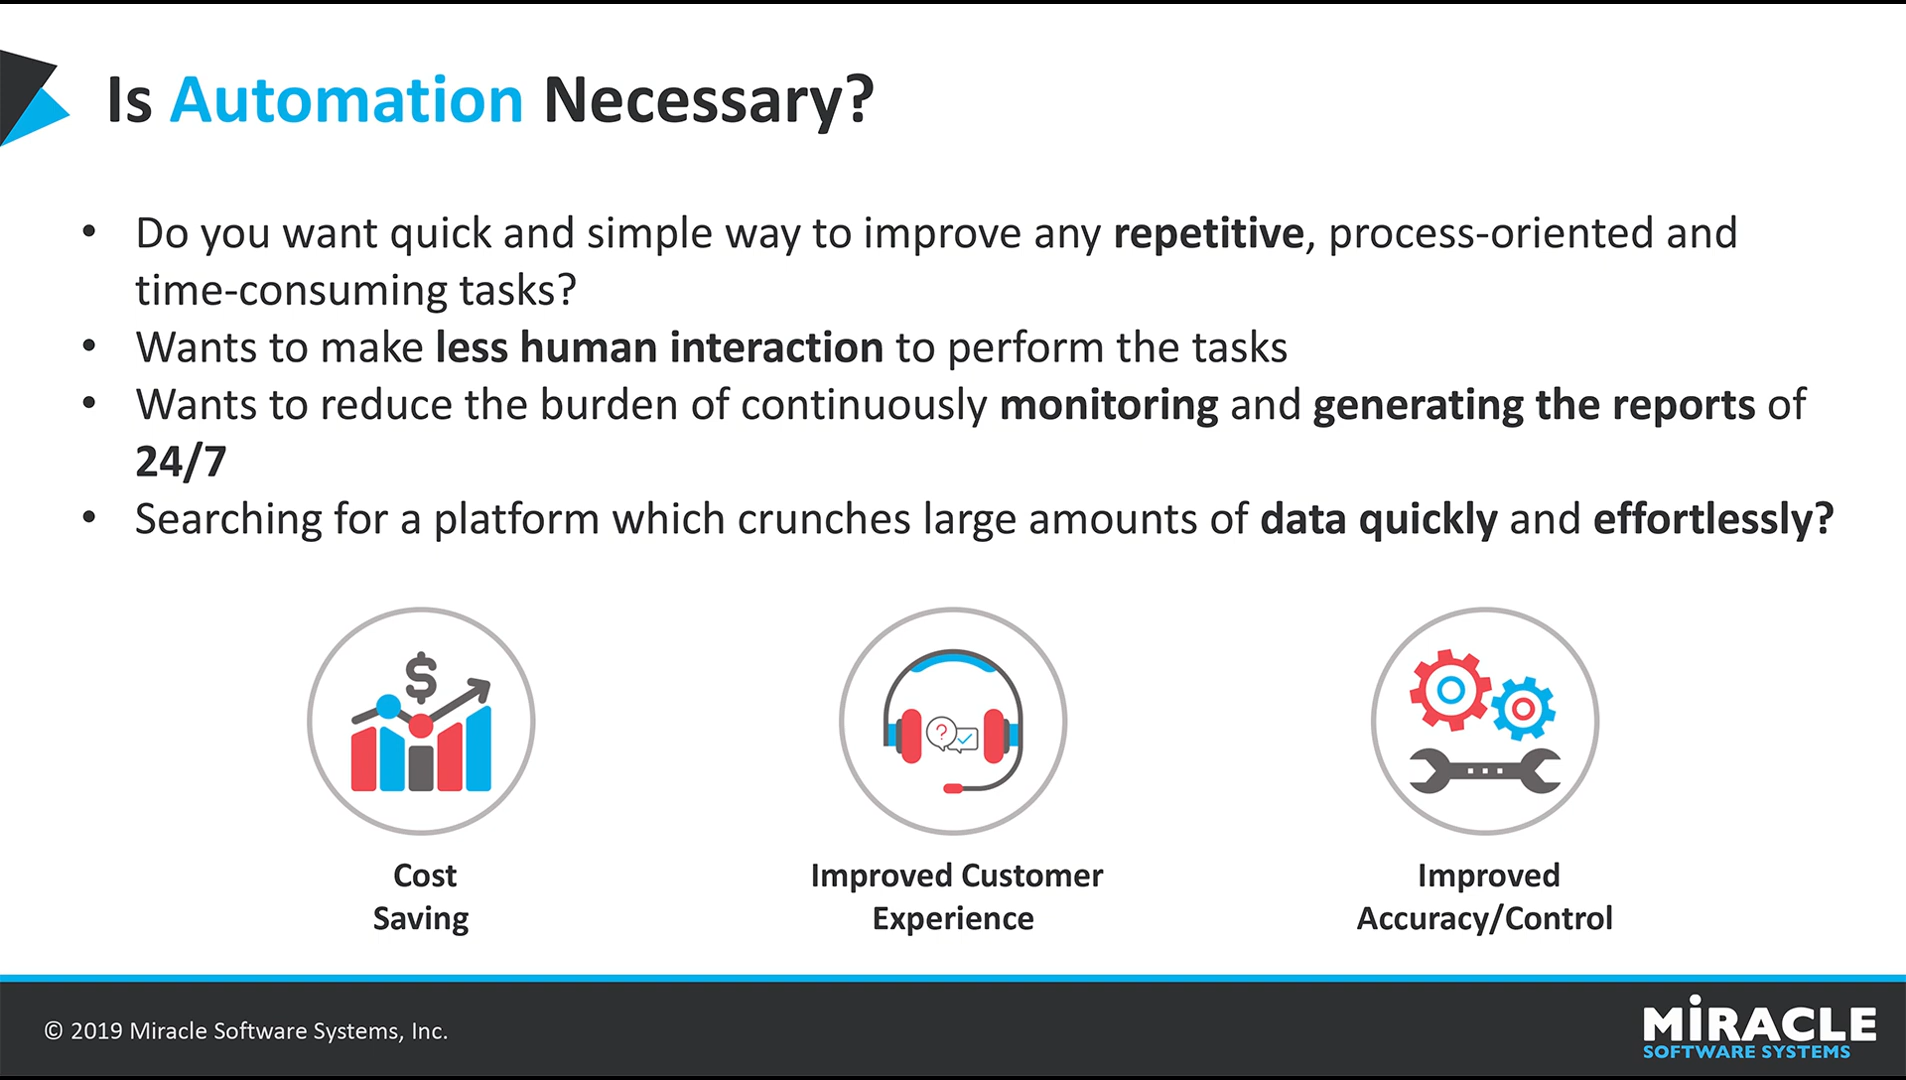 Is Automation Necessary?
• Do you want quick and simple way to improve any repetitive, process-oriented and
time-consuming tasks?
• Wants to make less human interaction to perform the tasks
• Wants to reduce the burden of continuously monitoring and generating the reports of
24/7
• Searching for a platform which crunches large amounts of data quickly and effortlessly?
$
?
Cost
Saving
Improved Customer
Experience
Improved
Accuracy/Control
© 2019 Miracle Software Systems, Inc.
MiRACLE
SOFTWARE SYSTEMS